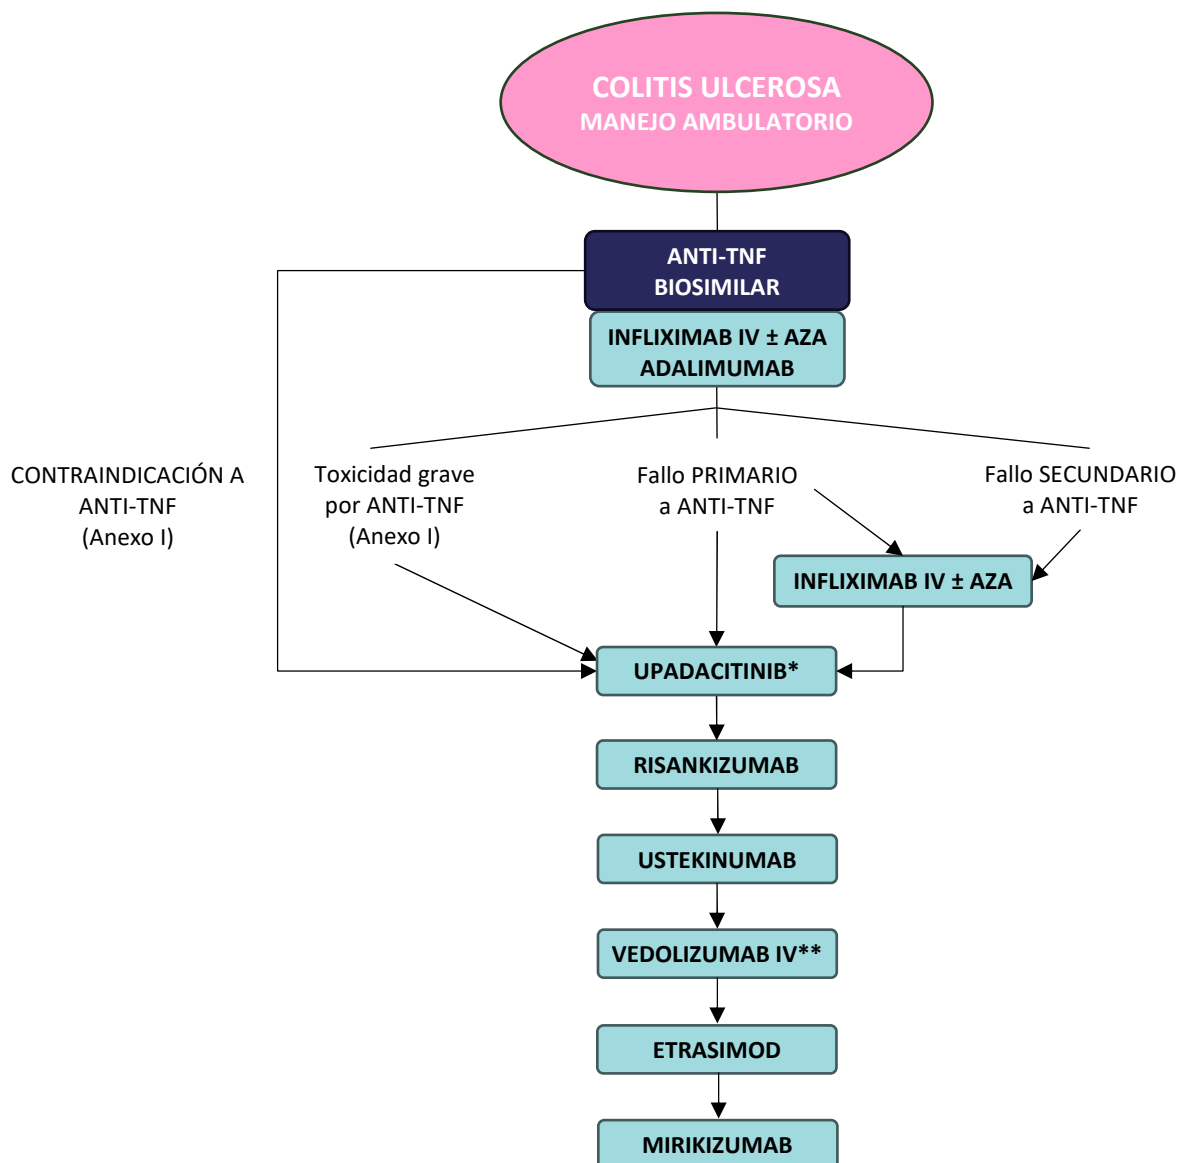 COLITIS ULCEROSA
MANEJO AMBULATORIO
ANTI-TNF
BIOSIMILAR
INFLIXIMAB IV ± AZA
ADALIMUMAB
CONTRAINDICACIÓN A
ANTI-TNF
(Anexo I)
Toxicidad grave
por ANTI-TNF
(Anexo I)
Fallo PRIMARIO
a ANTI-TNF
Fallo SECUNDARIO
a ANTI-TNF
INFLIXIMAB IV ± AZA
UPADACITINIB*
RISANKIZUMAB
USTEKINUMAB
VEDOLIZUMAB IV**
ETRASIMOD
MIRIKIZUMAB